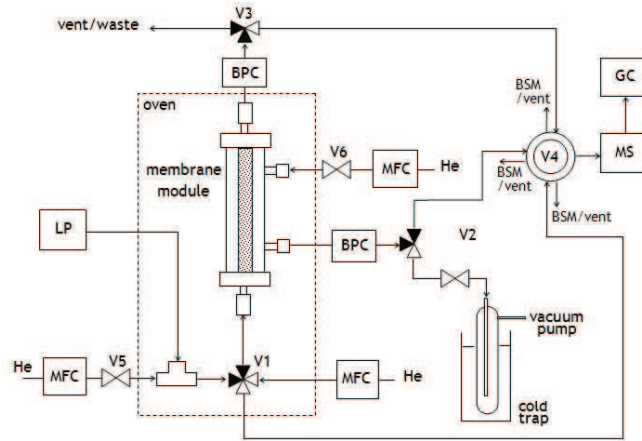 V3
vent/waste
BPC
GC
BSM
/vent
oven
V6
MFC
He
V4
MS
membrane
module
BSM
/vent
BSM/vent
LP
BPC
V2
vacuum
pump
He
MFC
V5
V1
MFC
He
cold
trap